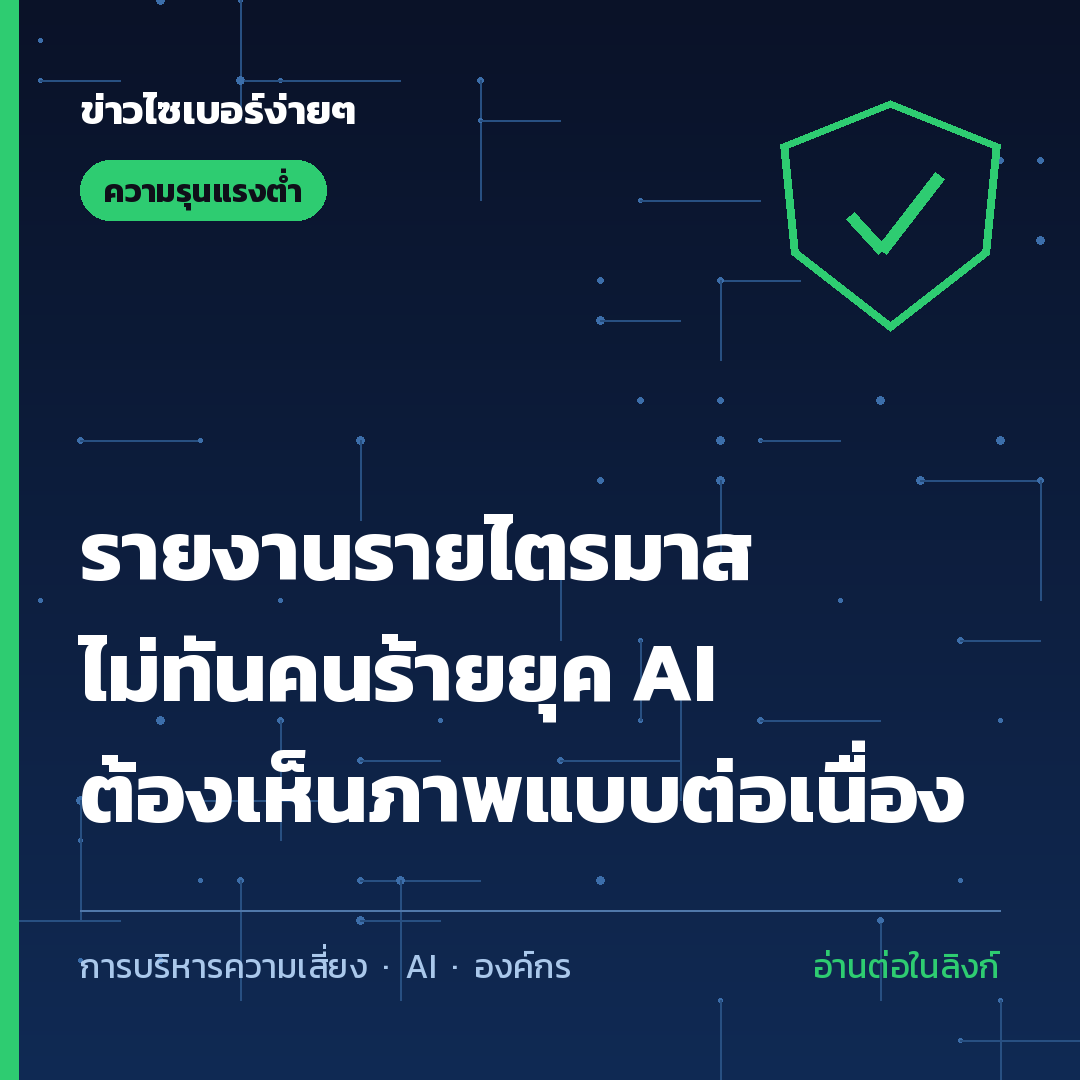 ข่าวไซเบอร์ง่ายๆ
ความรุนแรงต่ำ
รายงานรายไตรมาส
ไม่ทันคนร้ายยุค AI
ต้องเห็นภาพแบบต่อเนื่อง
การบริหารความเสี่ยง · AI · องค์กร
อ่านต่อในลิงก์